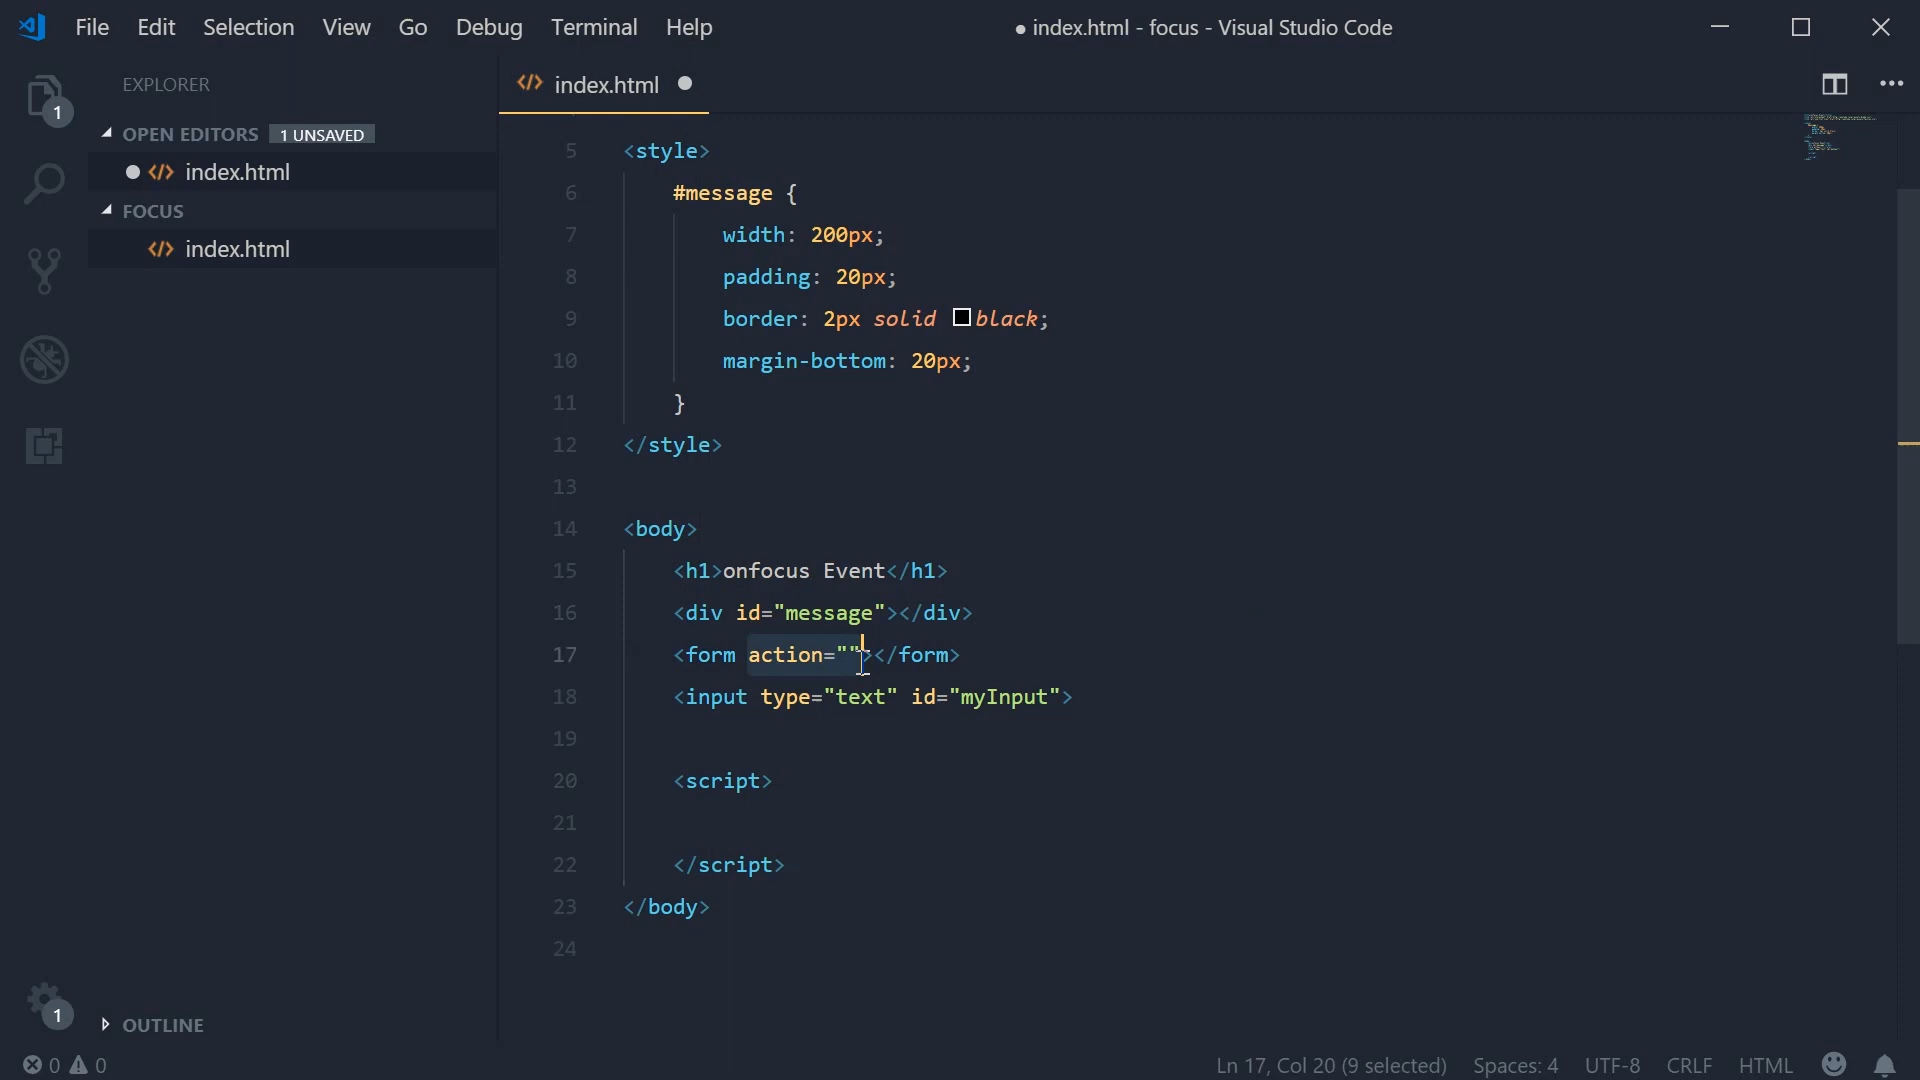 File Edit Selection View Go Debug Terminal Help
● index.html - focus - Visual Studio Code
EXPLORER
OPEN EDITORS 1 UNSAVED
index.html
FOCUS
index.html
OUTLINE
1
1
index.html
5 <style>
6 #message {
7 width: 200px;
8 padding: 20px;
9 border: 2px solid black;
10 margin-bottom: 20px;
11 }
12 </style>
13
14 <body>
15 <h1>onfocus Event</h1>
16 <div id="message"></div>
17 <form action=""></form>
18 <input type="text" id="myInput">
19
20 <script>
21
22 </script>
23 </body>
24
0 0
Ln 17, Col 20 (9 selected) Spaces: 4 UTF-8 CRLF HTML